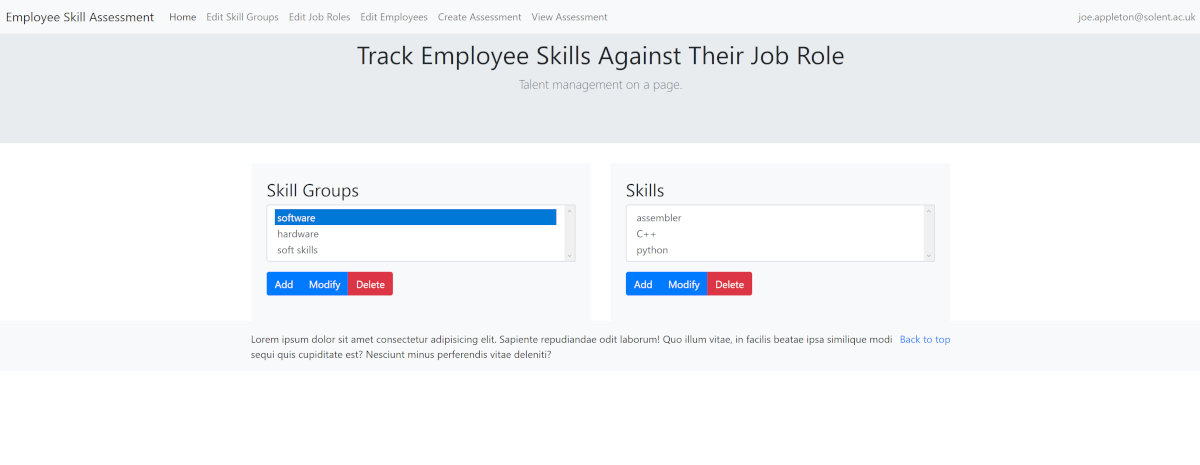 Employee Skill Assessment Home Edit Skill Groups Edit Job Roles Edit Employees Create Assessment View Assessment joe.appleton@solent.ac.uk
Track Employee Skills Against Their Job Role
Talent management on a page.
Skill Groups
software
hardware
soft skills
Add Modify Delete
Skills
assembler
C++
python
Add Modify Delete
Lorem ipsum dolor sit amet consectetur adipisicing elit. Sapiente repudiandae odit laborum! Quo illum vitae, in facilis beatae ipsa similique modi Back to top
sequi quis cupiditate est? Nesciunt minus perferendis vitae deleniti?